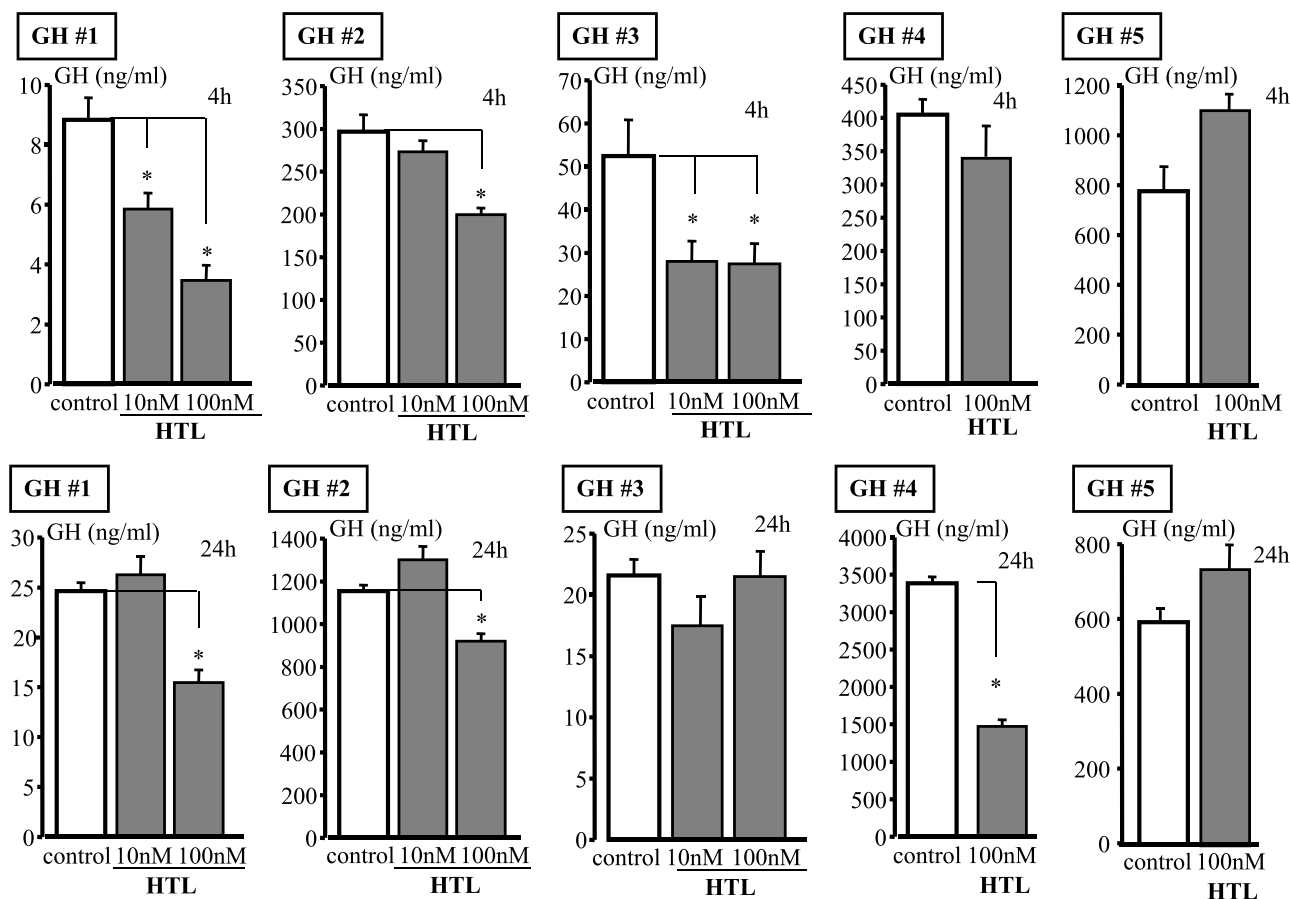 GH #1
GH (ng/ml)
4h
10
8
6
4
2
0
*
*
control 10nM 100nM
HTL
GH #2
GH (ng/ml)
4h
350
300
250
200
150
100
50
0
*
control 10nM 100nM
HTL
GH #3
GH (ng/ml)
4h
70
60
50
40
30
20
10
0
* *
control 10nM 100nM
HTL
GH #4
GH (ng/ml)
4h
450
400
350
300
250
200
150
100
50
0
control 100nM
HTL
GH #5
GH (ng/ml)
4h
1200
1000
800
600
400
200
0
control 100nM
HTL
GH #1
GH (ng/ml)
24h
30
25
20
15
10
5
0
*
control 10nM 100nM
HTL
GH #2
GH (ng/ml)
24h
1400
1200
1000
800
600
400
200
0
*
control 10nM 100nM
HTL
GH #3
GH (ng/ml)
24h
25
20
15
10
5
0
control 10nM 100nM
HTL
GH #4
GH (ng/ml)
24h
4000
3500
3000
2500
2000
1500
1000
500
0
*
control 100nM
HTL
GH #5
GH (ng/ml)
24h
800
600
400
200
0
control 100nM
HTL